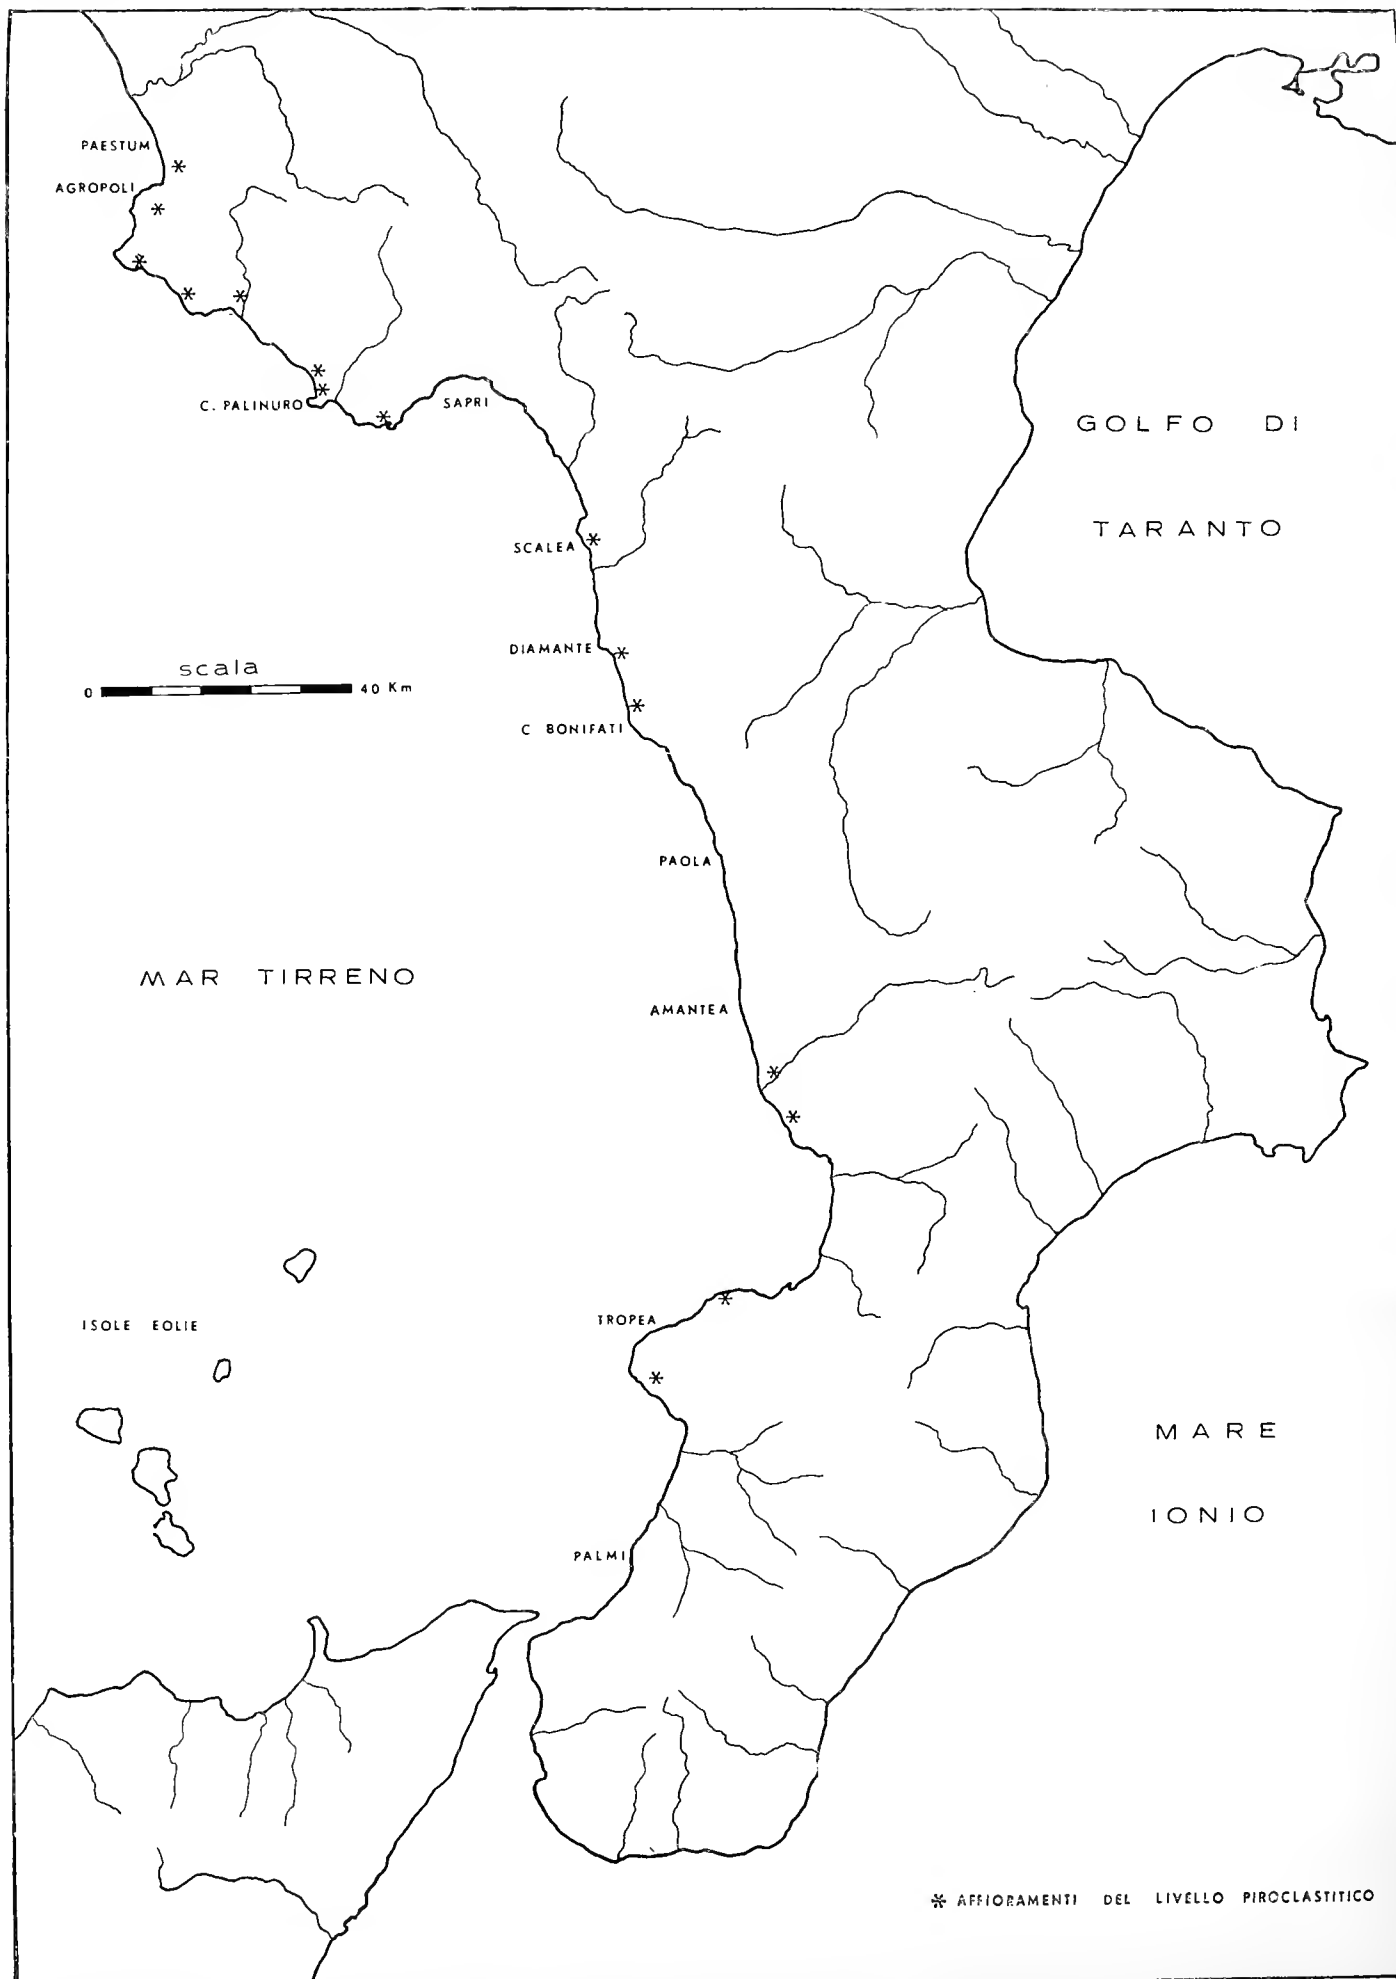 PAESTUM
AGROPOLI
C. PALINURO
SAPRI
GOLFO DI
TARANTO
SCALEA
DIAMANTE
scala
0 40 Km
C BONIFATI
PAOLA
MAR TIRRENO
AMANTEA
TROPEA
ISOLE EOLIE
MARE
IONIO
PALMI
* AFFIORAMENTI DEL LIVELLO PIROCLASTITICO